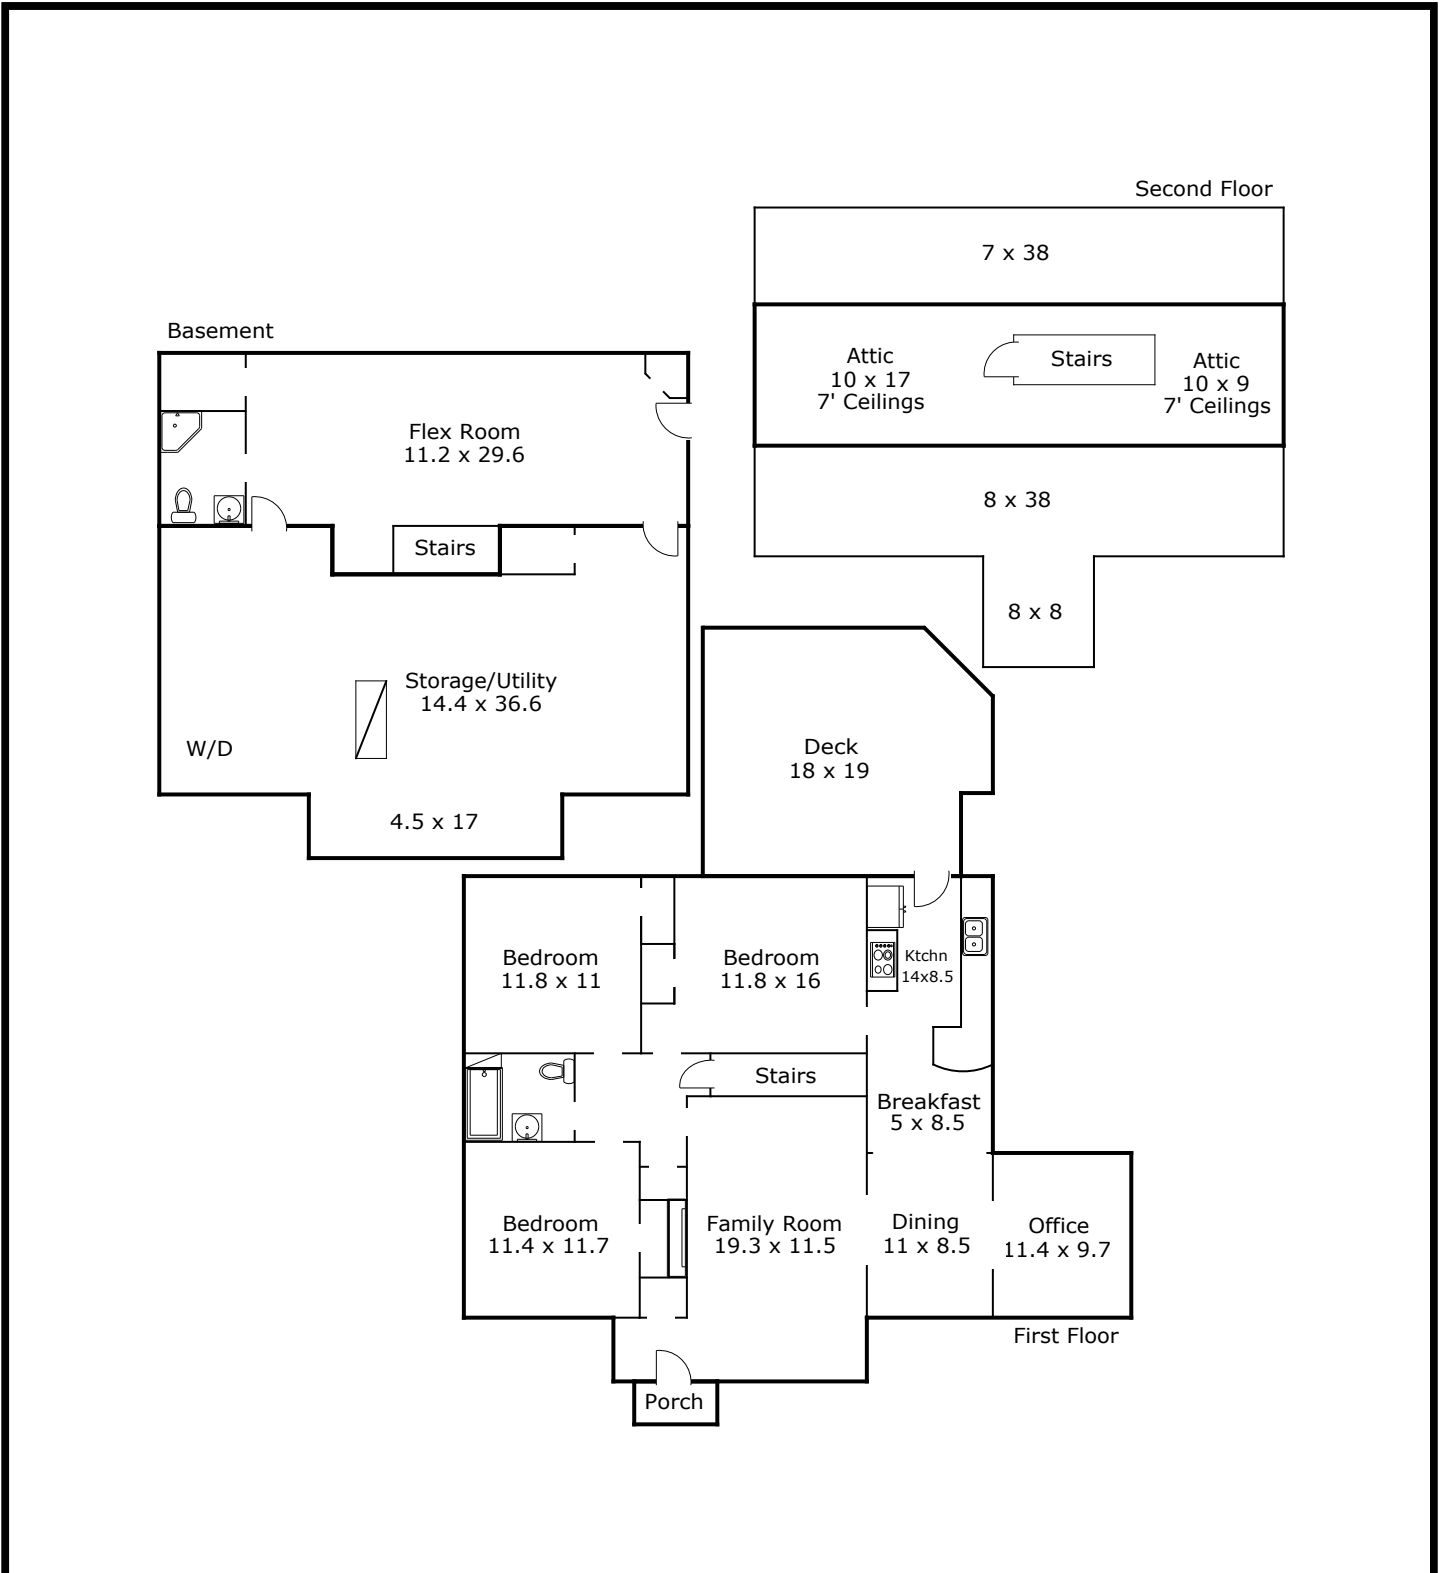 Second Floor
7 x 38
Attic
10 x 17
7' Ceilings
Stairs
Attic
10 x 9
7' Ceilings
8 x 38
8 x 8
Basement
Flex Room
11.2 x 29.6
Stairs
Storage/Utility
14.4 x 36.6
W/D
4.5 x 17
Deck
18 x 19
Bedroom
11.8 x 11
Bedroom
11.8 x 16
Ktchn
14x8.5
Stairs
Breakfast
5 x 8.5
Bedroom
11.4 x 11.7
Family Room
19.3 x 11.5
Dining
11 x 8.5
Office
11.4 x 9.7
First Floor
Porch